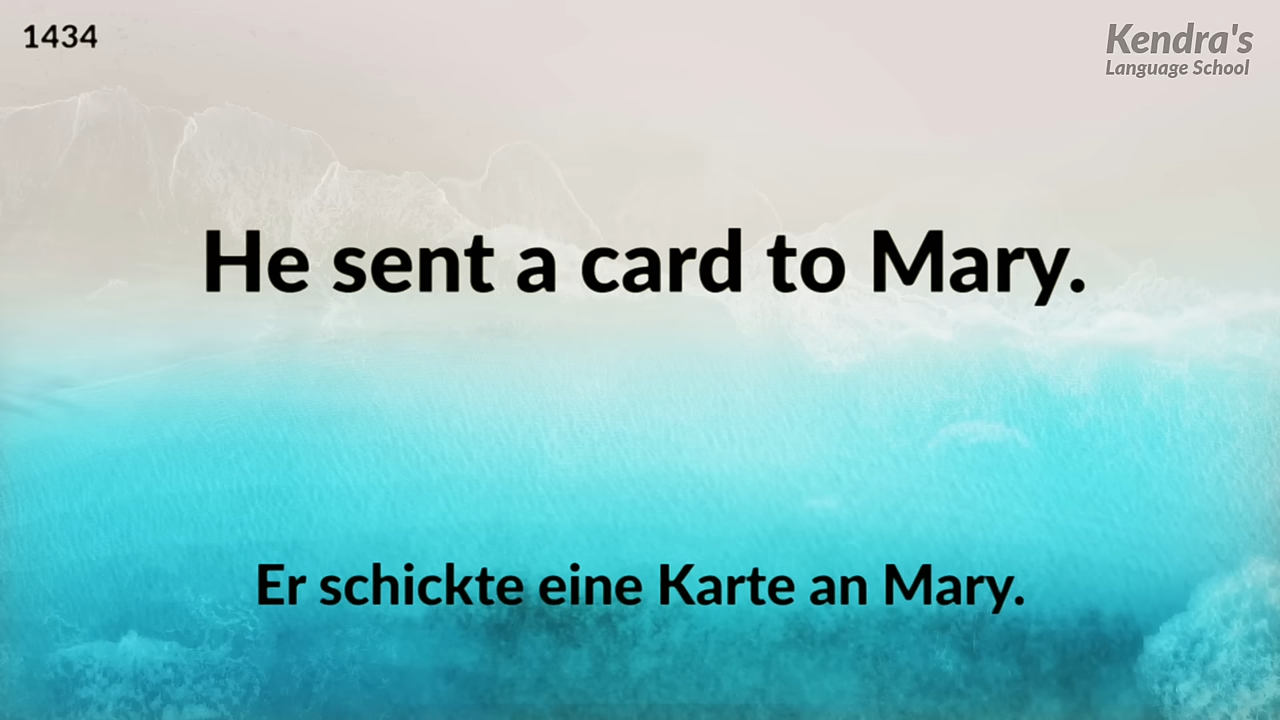 1434
Kendra's
Language School
He sent a card to Mary.
Er schickte eine Karte an Mary.